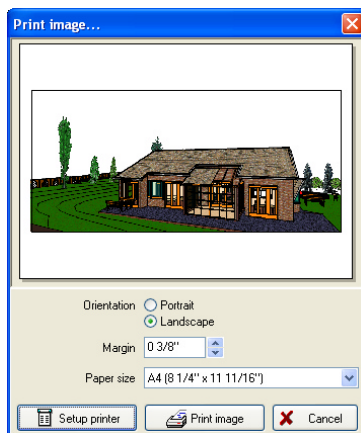 Print image...
Orientation
Portrait
Landscape
Margin 0 3/8"
Paper size A4 (8 1/4" x 11 11/16")
Setup printer Print image Cancel